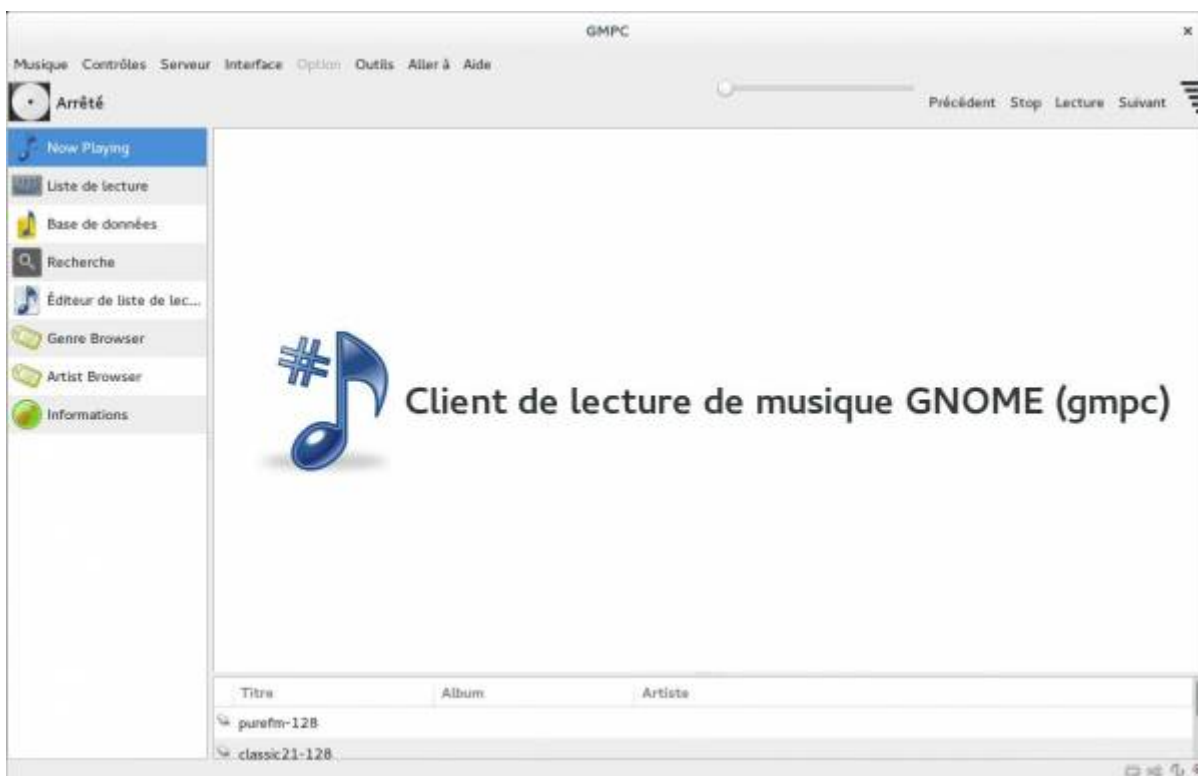 GMPC
Musique Contrôles Serveur Interface Option Outils Aller à Aide
Arrêté
Précédent Stop Lecture Suivant
Now Playing
Liste de lecture
Base de données
Recherche
Éditeur de liste de lec...
Genre Browser
Artist Browser
Informations
Client de lecture de musique GNOME (gmpc)
Titre Album Artiste
purefm-128
classic21-128